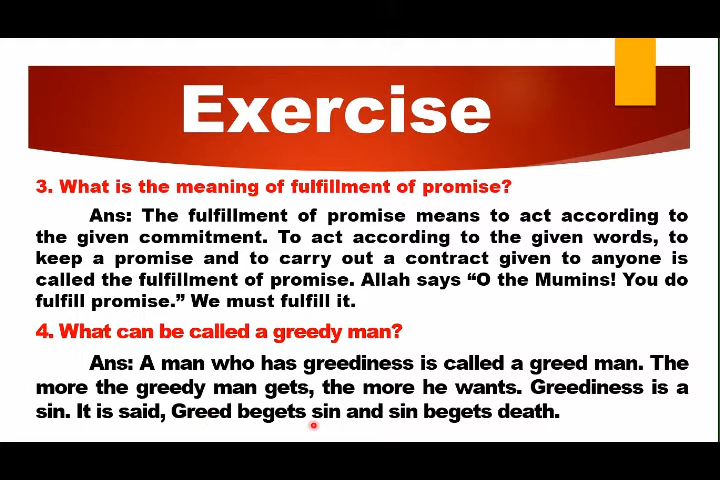 Exercise
3. What is the meaning of fulfillment of promise?
Ans: The fulfillment of promise means to act according to
the given commitment. To act according to the given words, to
keep a promise and to carry out a contract given to anyone is
called the fulfillment of promise. Allah says “O the Mumins! You do
fulfill promise.” We must fulfill it.
4. What can be called a greedy man?
Ans: A man who has greediness is called a greed man. The
more the greedy man gets, the more he wants. Greediness is a
sin. It is said, Greed begets sin and sin begets death.